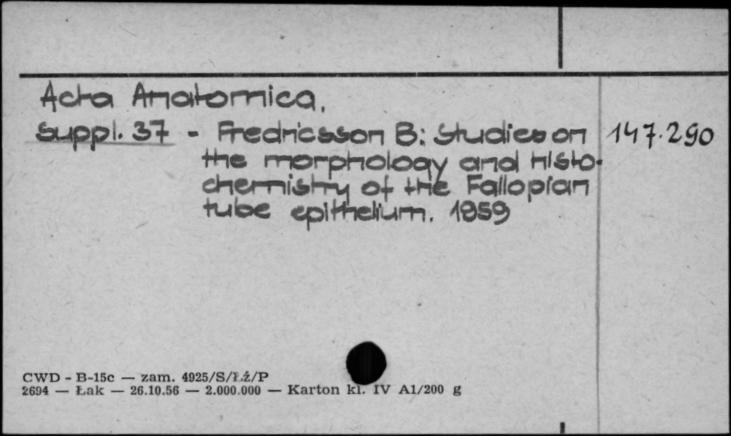 Acta Anatomica.
Suppl. 37 - Fredricsson B: Studies on 147.290
the morphology and histo-
chemistry of the Fallopian
tube epithelium. 1959
CWD - B-15c — zam. 4925/S/Łż/P
2694 — Łak — 26.10.56 — 2.000.000 — Karton kl. IV A1/200 g